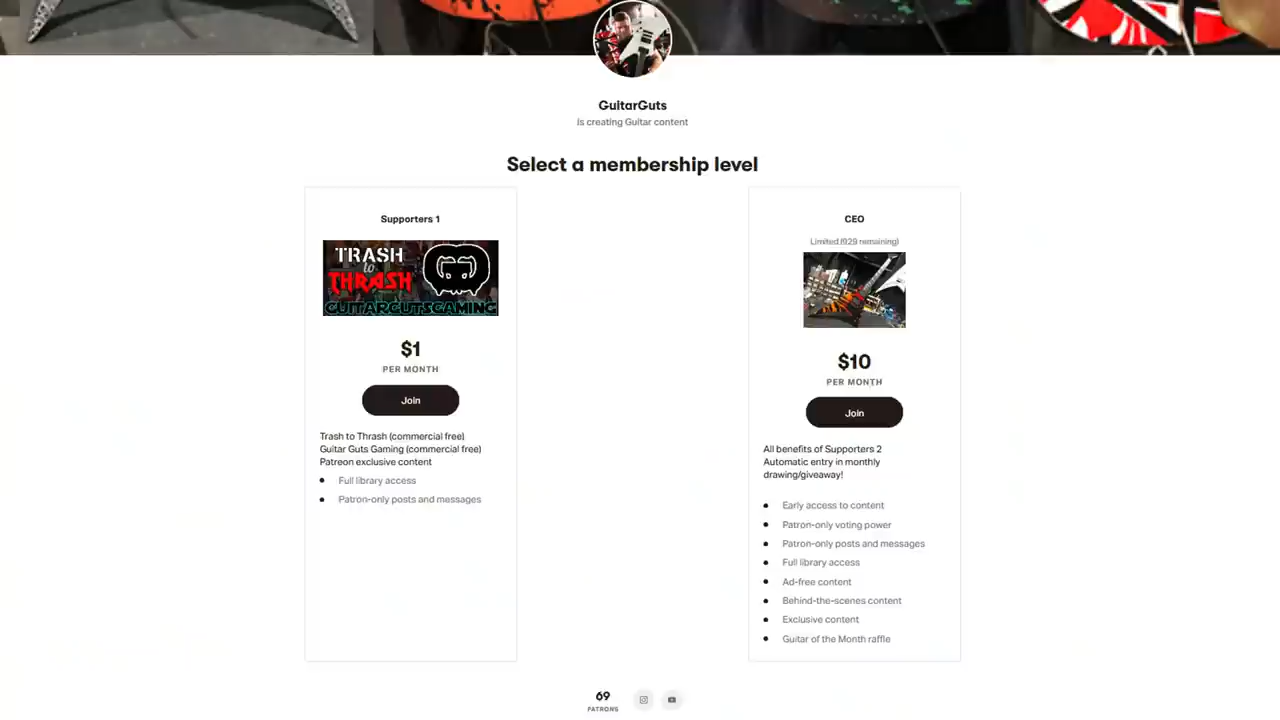 GuitarGuts
is creating Guitar content
Select a membership level
Supporters 1
TRASH
to
THRASH
GUITARGUTSGAMING
$1
PER MONTH
Join
Trash to Thrash (commercial free)
Guitar Guts Gaming (commercial free)
Patreon exclusive content
Full library access
Patron-only posts and messages
CEO
Limited (929 remaining)
$10
PER MONTH
Join
All benefits of Supporters 2
Automatic entry in monthly
drawing/giveaway!
Early access to content
Patron-only voting power
Patron-only posts and messages
Full library access
Ad-free content
Behind-the-scenes content
Exclusive content
Guitar of the Month raffle
69
PATRONS